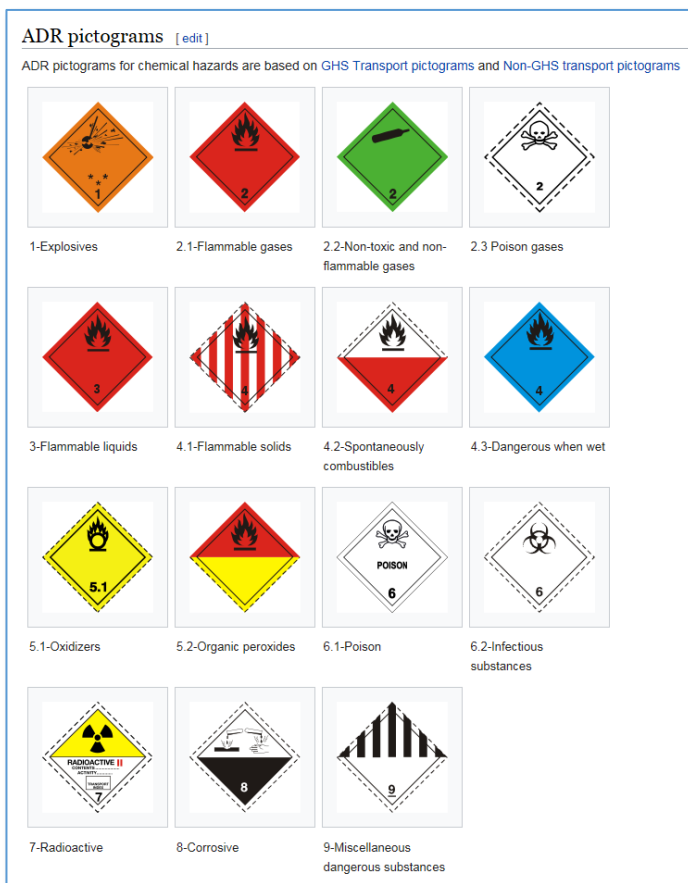 ADR pictograms [ edit ]
ADR pictograms for chemical hazards are based on GHS Transport pictograms and Non-GHS transport pictograms
* * *
1
2
2
2
1-Explosives
2.1-Flammable gases
2.2-Non-toxic and non-
flammable gases
2.3 Poison gases
3
4
4
4
3-Flammable liquids
4.1-Flammable solids
4.2-Spontaneously
combustibles
4.3-Dangerous when wet
5.1
POISON
6
6
5.1-Oxidizers
5.2-Organic peroxides
6.1-Poison
6.2-Infectious
substances
RADIOACTIVE II
CONTENTS
ACTIVITY
TRANSPORT
INDEX
7
8
9
7-Radioactive
8-Corrosive
9-Miscellaneous
dangerous substances